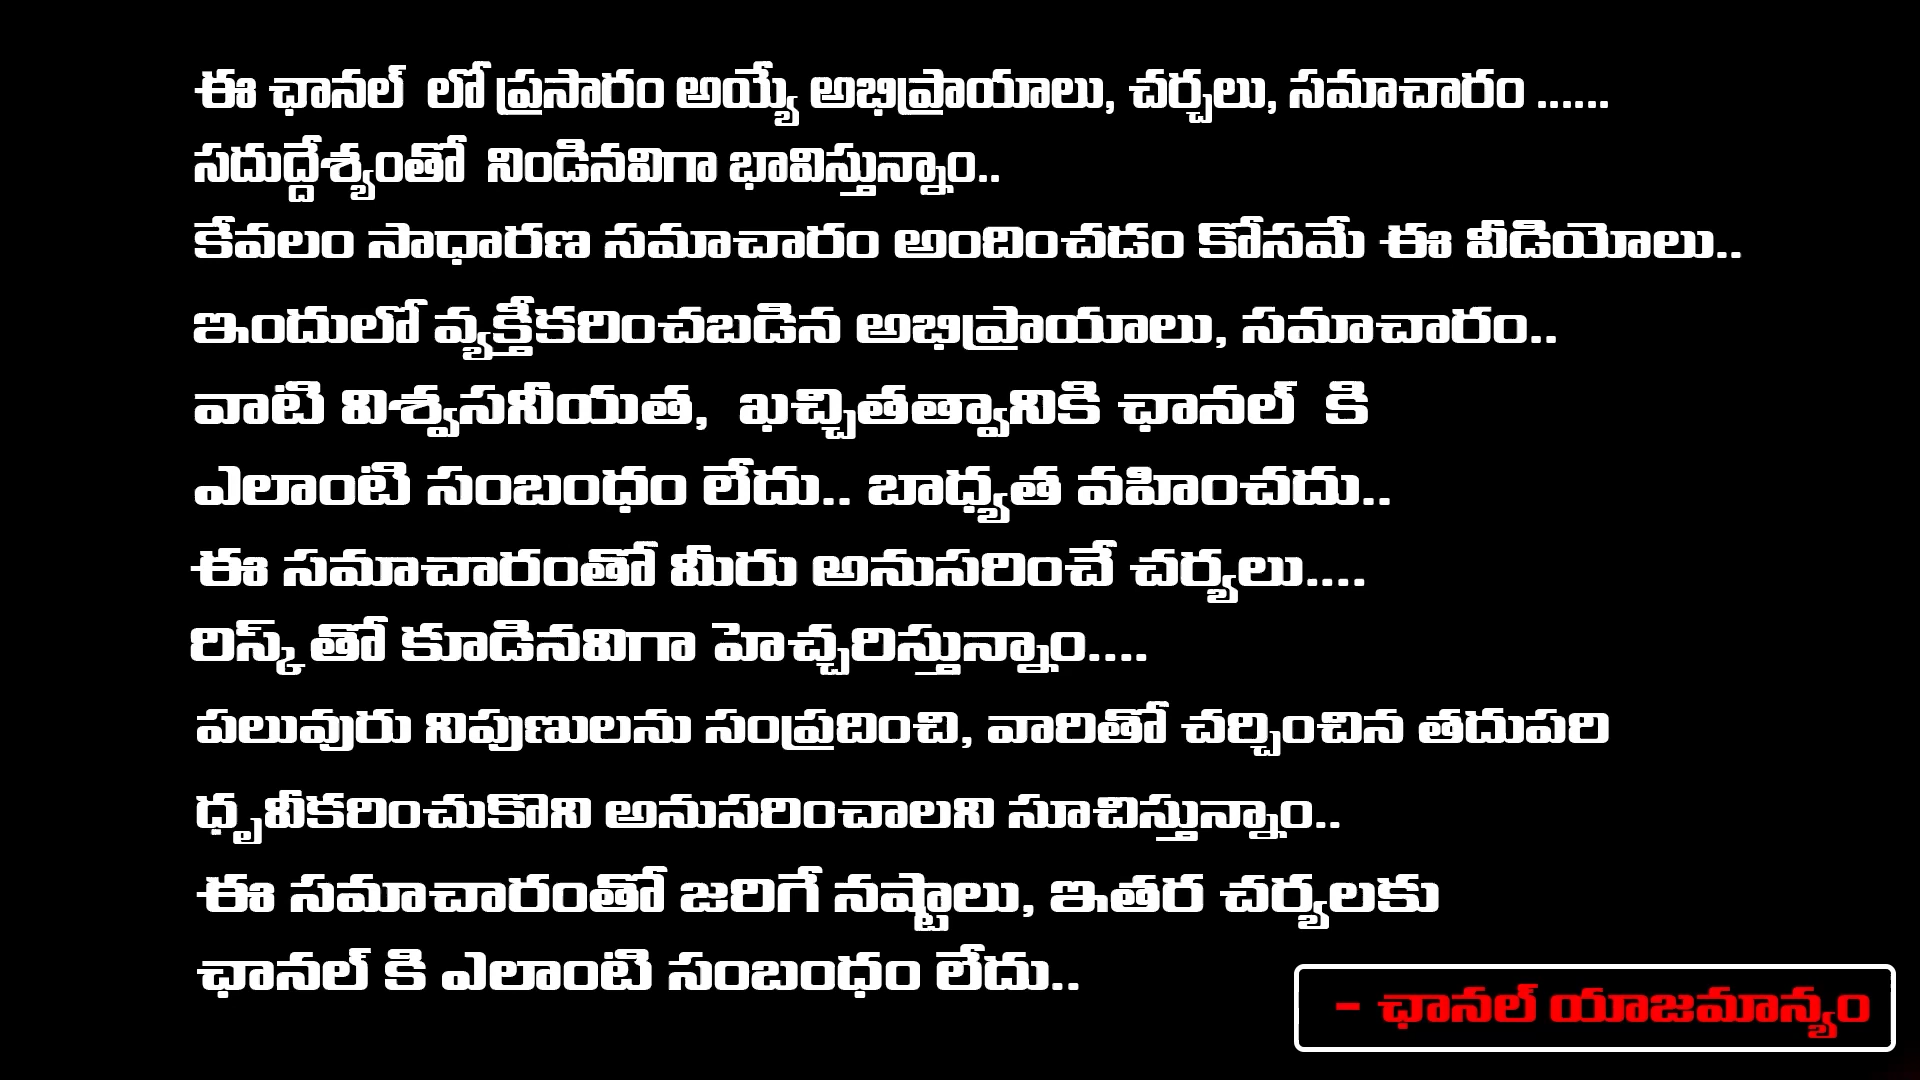 ఈ ఛానల్ లో ప్రసారం అయ్యే అభిప్రాయాలు, చర్చలు, సమాచారం ......
సదుద్దేశ్యంతో నిండినవిగా భావిస్తున్నాం..
కేవలం సాధారణ సమాచారం అందించడం కోసమే ఈ వీడియోలు..
ఇందులో వ్యక్తీకరించబడిన అభిప్రాయాలు, సమాచారం..
వాటి విశ్వసనీయత, ఖచ్చితత్వానికి ఛానల్ కి
ఎలాంటి సంబంధం లేదు.. బాధ్యత వహించదు..
ఈ సమాచారంతో మీరు అనుసరించే చర్యలు....
రిస్క్ తో కూడినవిగా హెచ్చరిస్తున్నాం....
పలువురు నిపుణులను సంప్రదించి, వారితో చర్చించిన తదుపరి
ధృవీకరించుకొని అనుసరించాలని సూచిస్తున్నాం..
ఈ సమాచారంతో జరిగే నష్టాలు, ఇతర చర్యలకు
ఛానల్ కి ఎలాంటి సంబంధం లేదు..
- ఛానల్ యాజమాన్యం